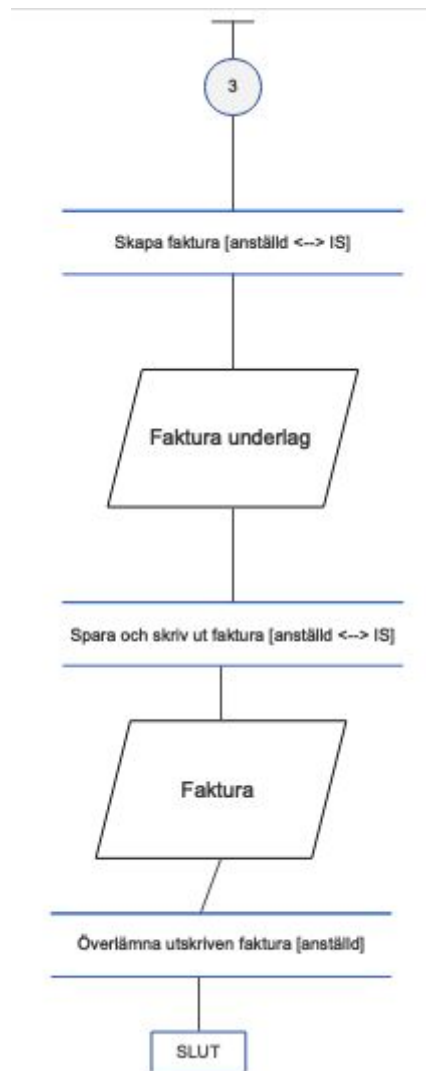 3
Skapa faktura [anställd <--> IS]
Faktura underlag
Spara och skriv ut faktura [anställd <--> IS]
Faktura
Överlämna utskriven faktura [anställd]
SLUT